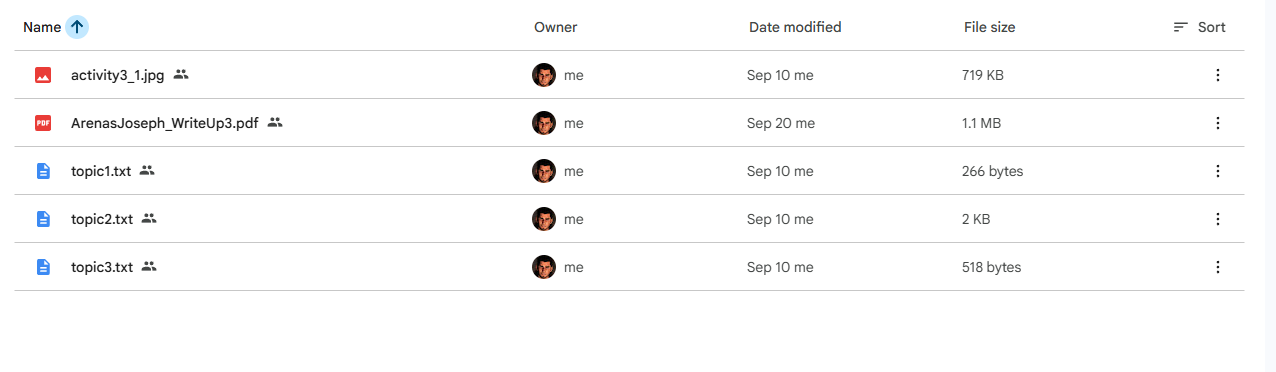 Name Owner Date modified File size Sort
activity3_1.jpg me Sep 10 me 719 KB
PDF ArenasJoseph_WriteUp3.pdf me Sep 20 me 1.1 MB
topic1.txt me Sep 10 me 266 bytes
topic2.txt me Sep 10 me 2 KB
topic3.txt me Sep 10 me 518 bytes